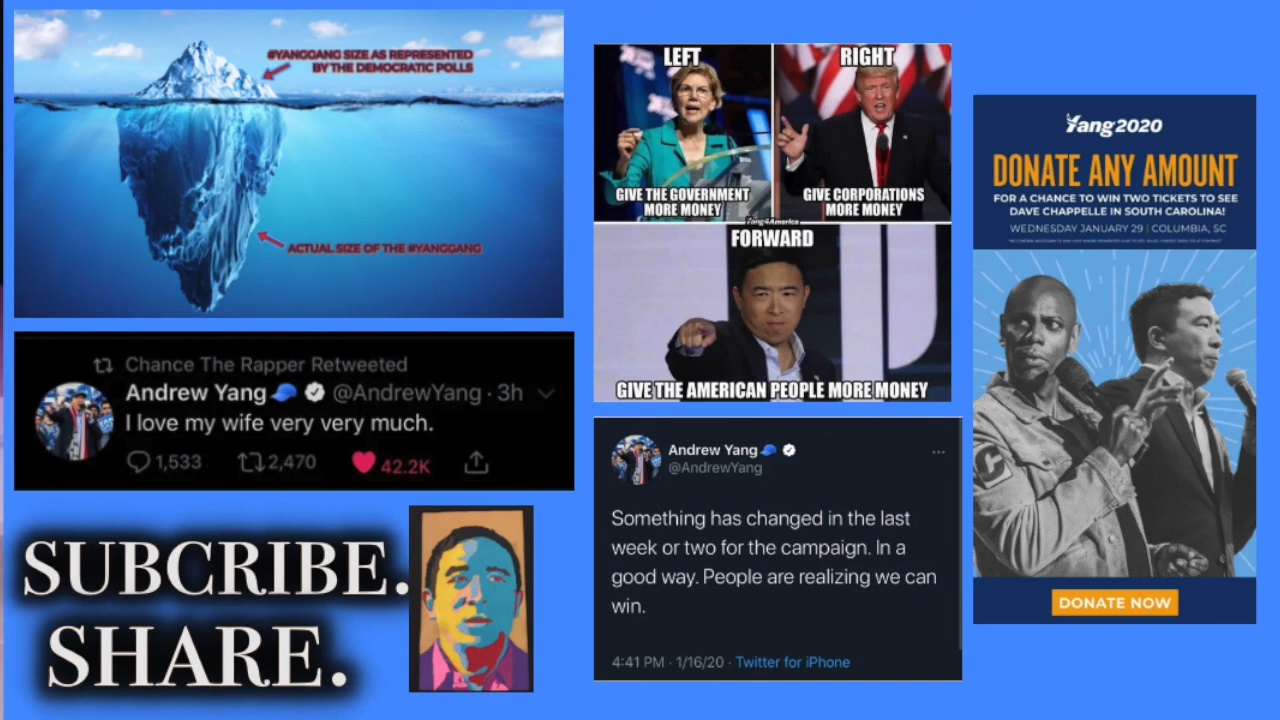 #YANGGANG SIZE AS REPRESENTED
BY THE DEMOCRATIC POLLS
ACTUAL SIZE OF THE #YANGGANG
Chance The Rapper Retweeted
Andrew Yang @AndrewYang · 3h
I love my wife very very much.
1,533 2,470 42.2K
SUBCRIBE.
SHARE.
LEFT
GIVE THE GOVERNMENT
MORE MONEY
RIGHT
GIVE CORPORATIONS
MORE MONEY
Yang4America
FORWARD
GIVE THE AMERICAN PEOPLE MORE MONEY
Andrew Yang
@AndrewYang
Something has changed in the last
week or two for the campaign. In a
good way. People are realizing we can
win.
4:41 PM · 1/16/20 · Twitter for iPhone
Yang2020
DONATE ANY AMOUNT
FOR A CHANCE TO WIN TWO TICKETS TO SEE
DAVE CHAPPELLE IN SOUTH CAROLINA!
WEDNESDAY JANUARY 29 | COLUMBIA, SC
DONATE NOW